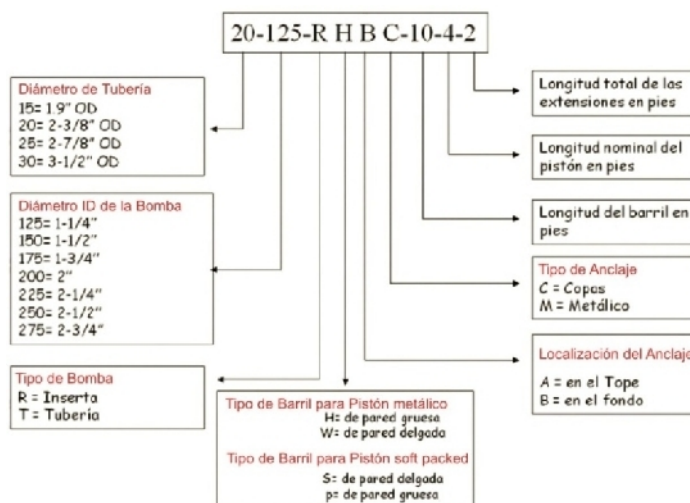 20-125-R H B C-10-4-2
Diámetro de Tubería
15= 1.9" OD
20= 2-3/8" OD
25= 2-7/8" OD
30= 3-1/2" OD
Diámetro ID de la Bomba
125= 1-1/4"
150= 1-1/2"
175= 1-3/4"
200= 2"
225= 2-1/4"
250= 2-1/2"
275= 2-3/4"
Tipo de Bomba
R = Inserta
T = Tubería
Tipo de Barril para Pistón metálico
H= de pared gruesa
W= de pared delgada
Tipo de Barril para Pistón soft packed
S= de pared delgada
p= de pared gruesa
Longitud total de las
extensiones en pies
Longitud nominal del
pistón en pies
Longitud del barril en
pies
Tipo de Anclaje
C = Copas
M = Metálico
Localización del Anclaje
A = en el Tope
B = en el fondo